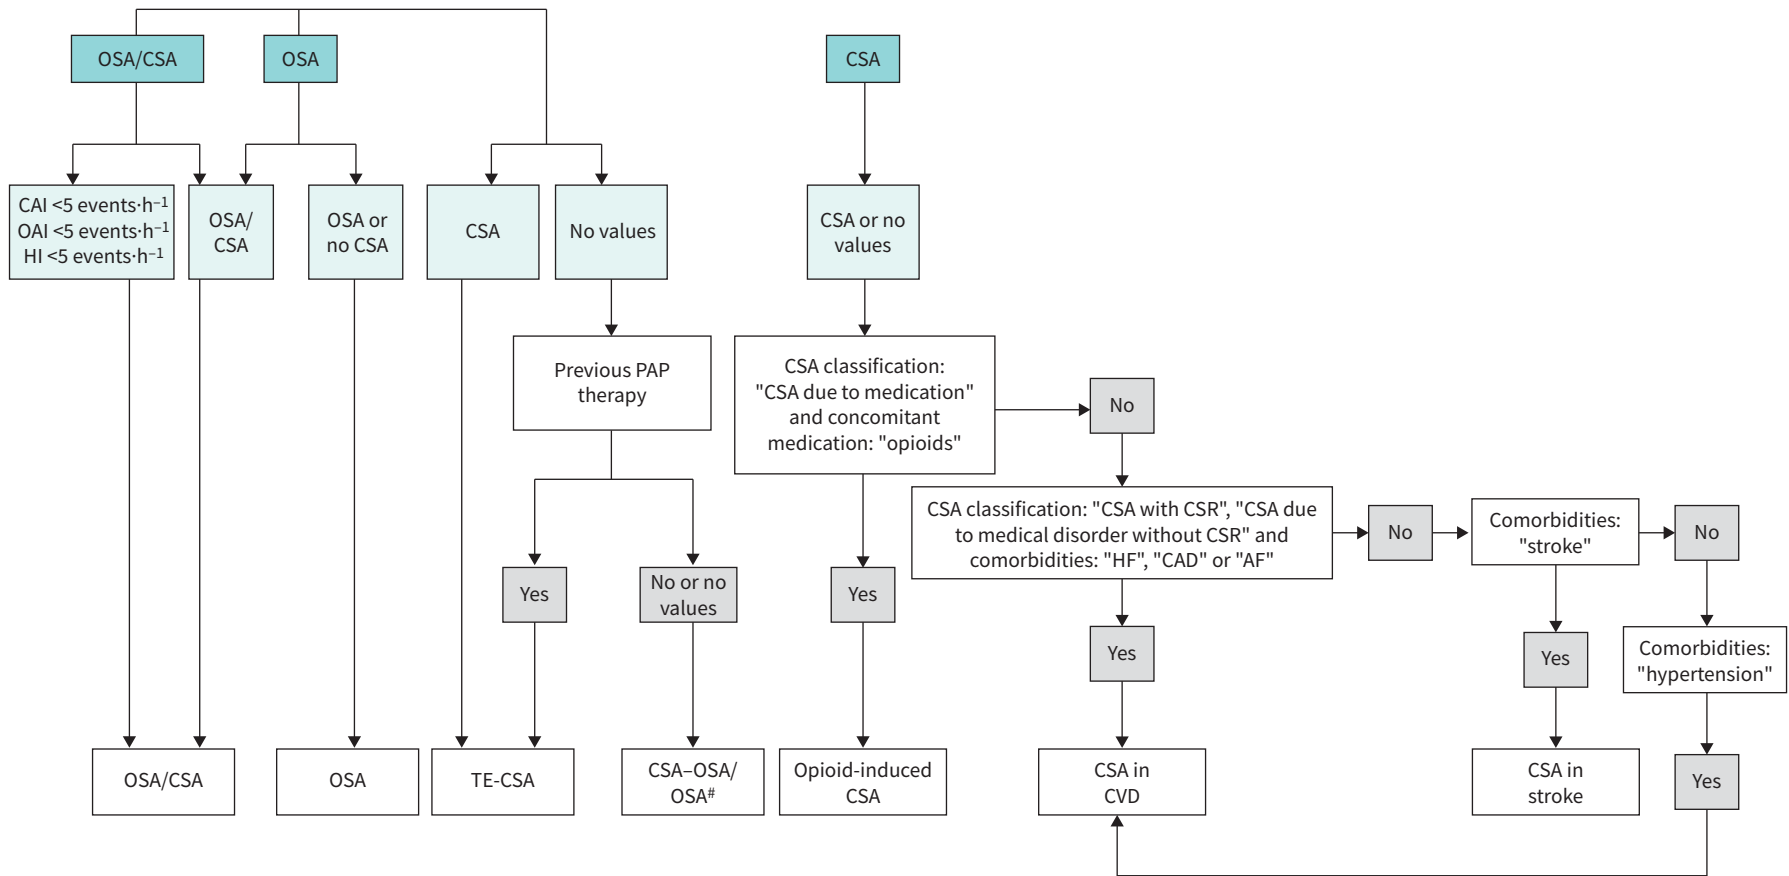 OSA/CSA
OSA
CSA
CAI <5 events·h⁻¹
OAI <5 events·h⁻¹
HI <5 events·h⁻¹
OSA/
CSA
OSA or
no CSA
CSA
No values
CSA or no
values
Previous PAP
therapy
CSA classification:
"CSA due to medication"
and concomitant
medication: "opioids"
No
CSA classification: "CSA with CSR", "CSA due
to medical disorder without CSR" and
comorbidities: "HF", "CAD" or "AF"
No
Comorbidities:
"stroke"
No
Yes
No or no
values
Yes
Yes
Yes
Comorbidities:
"hypertension"
OSA/CSA
OSA
TE-CSA
CSA–OSA/
OSA#
Opioid-induced
CSA
CSA in
CVD
CSA in
stroke
Yes